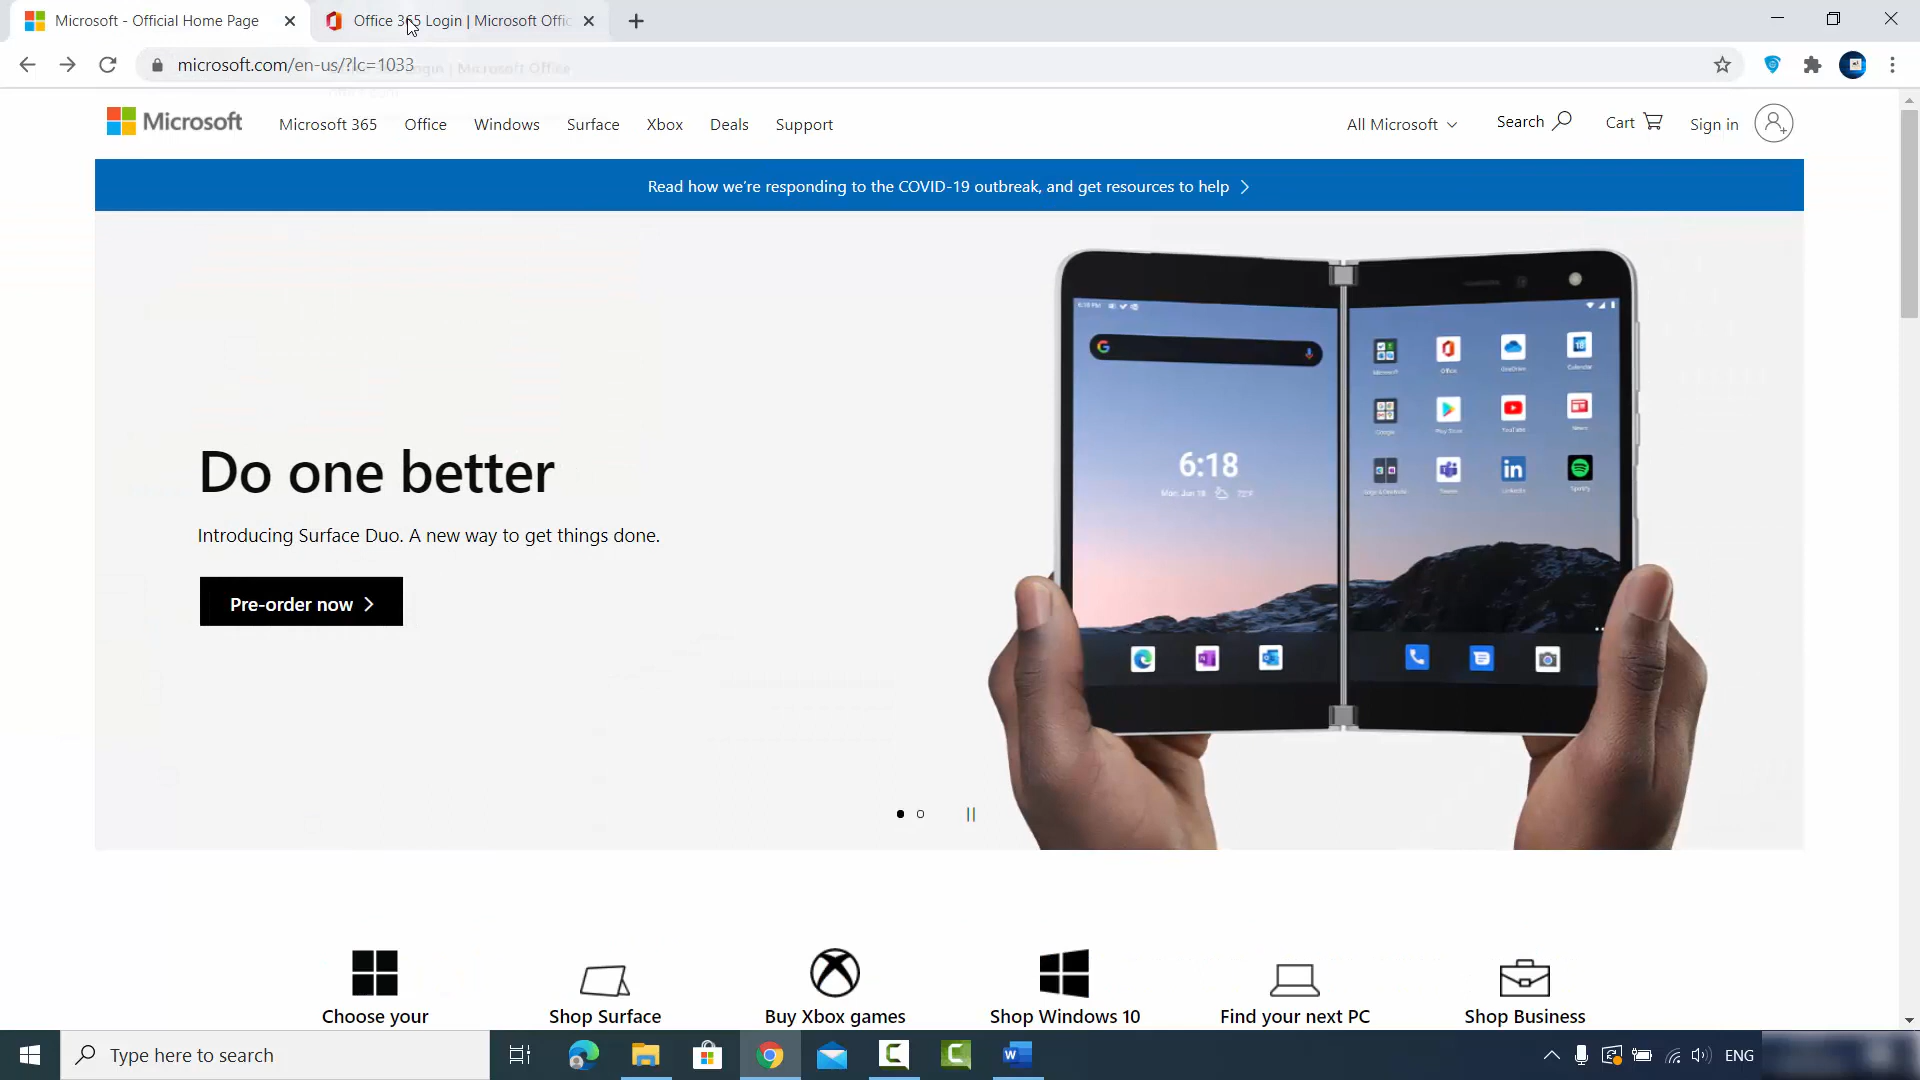 Microsoft - Official Home Page
Office 365 Login | Microsoft Offic
microsoft.com/en-us/?lc=1033
Microsoft
Microsoft 365
Office
Windows
Surface
Xbox
Deals
Support
All Microsoft
Search
Cart
Sign in
Read how we're responding to the COVID-19 outbreak, and get resources to help
Do one better
Introducing Surface Duo. A new way to get things done.
Pre-order now
6:18
Choose your
Shop Surface
Buy Xbox games
Shop Windows 10
Find your next PC
Shop Business
Type here to search
ENG